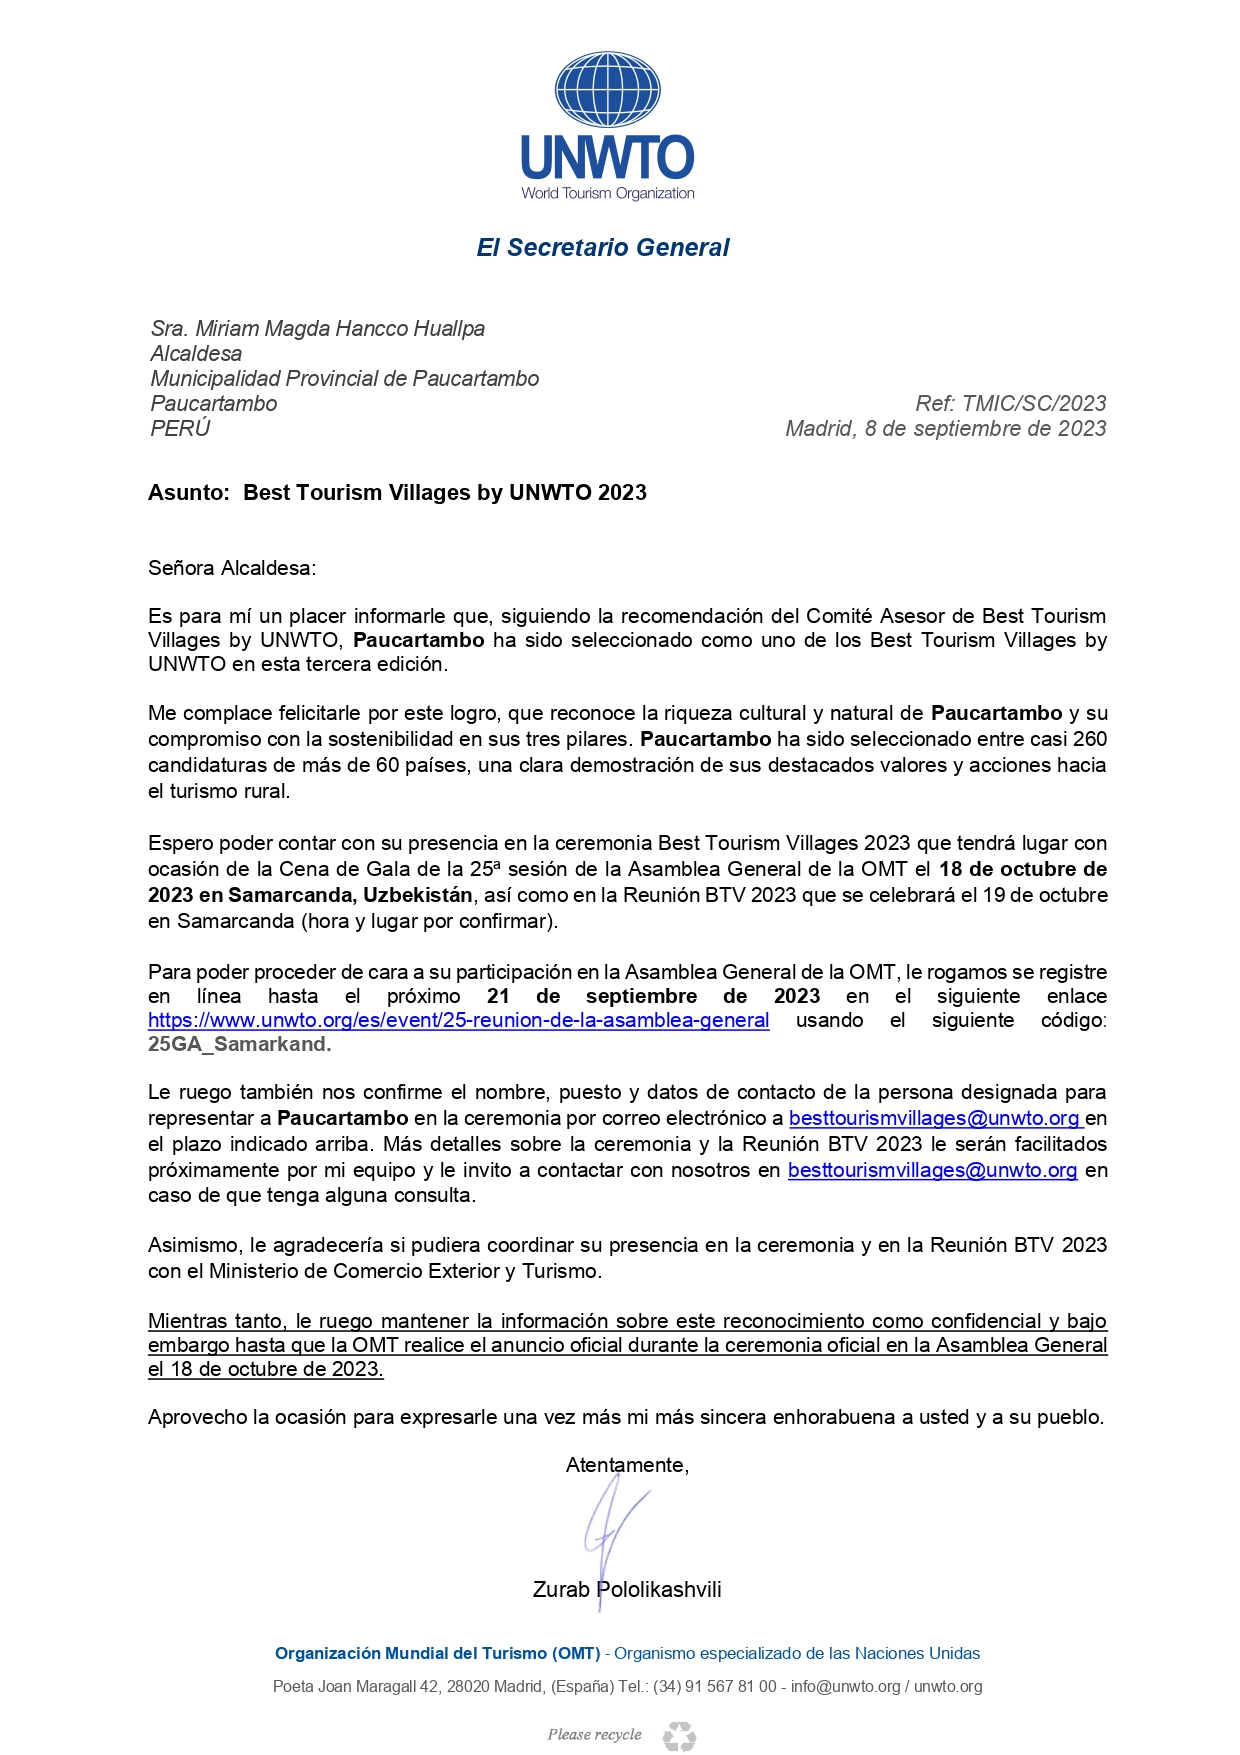 UNWTO
World Tourism Organization
El Secretario General
Sra. Miriam Magda Hancco Huallpa
Alcaldesa
Municipalidad Provincial de Paucartambo
Paucartambo
PERÚ
Ref: TMIC/SC/2023
Madrid, 8 de septiembre de 2023
Asunto: Best Tourism Villages by UNWTO 2023
Señora Alcaldesa:
Es para mí un placer informarle que, siguiendo la recomendación del Comité Asesor de Best Tourism
Villages by UNWTO, Paucartambo ha sido seleccionado como uno de los Best Tourism Villages by
UNWTO en esta tercera edición.
Me complace felicitarle por este logro, que reconoce la riqueza cultural y natural de Paucartambo y su
compromiso con la sostenibilidad en sus tres pilares. Paucartambo ha sido seleccionado entre casi 260
candidaturas de más de 60 países, una clara demostración de sus destacados valores y acciones hacia
el turismo rural.
Espero poder contar con su presencia en la ceremonia Best Tourism Villages 2023 que tendrá lugar con
ocasión de la Cena de Gala de la 25ª sesión de la Asamblea General de la OMT el 18 de octubre de
2023 en Samarcanda, Uzbekistán, así como en la Reunión BTV 2023 que se celebrará el 19 de octubre
en Samarcanda (hora y lugar por confirmar).
Para poder proceder de cara a su participación en la Asamblea General de la OMT, le rogamos se registre
en línea hasta el próximo 21 de septiembre de 2023 en el siguiente enlace
https://www.unwto.org/es/event/25-reunion-de-la-asamblea-general usando el siguiente código:
25GA_Samarkand.
Le ruego también nos confirme el nombre, puesto y datos de contacto de la persona designada para
representar a Paucartambo en la ceremonia por correo electrónico a besttourismvillages@unwto.org en
el plazo indicado arriba. Más detalles sobre la ceremonia y la Reunión BTV 2023 le serán facilitados
próximamente por mi equipo y le invito a contactar con nosotros en besttourismvillages@unwto.org en
caso de que tenga alguna consulta.
Asimismo, le agradecería si pudiera coordinar su presencia en la ceremonia y en la Reunión BTV 2023
con el Ministerio de Comercio Exterior y Turismo.
Mientras tanto, le ruego mantener la información sobre este reconocimiento como confidencial y bajo
embargo hasta que la OMT realice el anuncio oficial durante la ceremonia oficial en la Asamblea General
el 18 de octubre de 2023.
Aprovecho la ocasión para expresarle una vez más mi más sincera enhorabuena a usted y a su pueblo.
Atentamente,
Zurab Pololikashvili
Organización Mundial del Turismo (OMT) - Organismo especializado de las Naciones Unidas
Poeta Joan Maragall 42, 28020 Madrid, (España) Tel.: (34) 91 567 81 00 - info@unwto.org / unwto.org
Please recycle